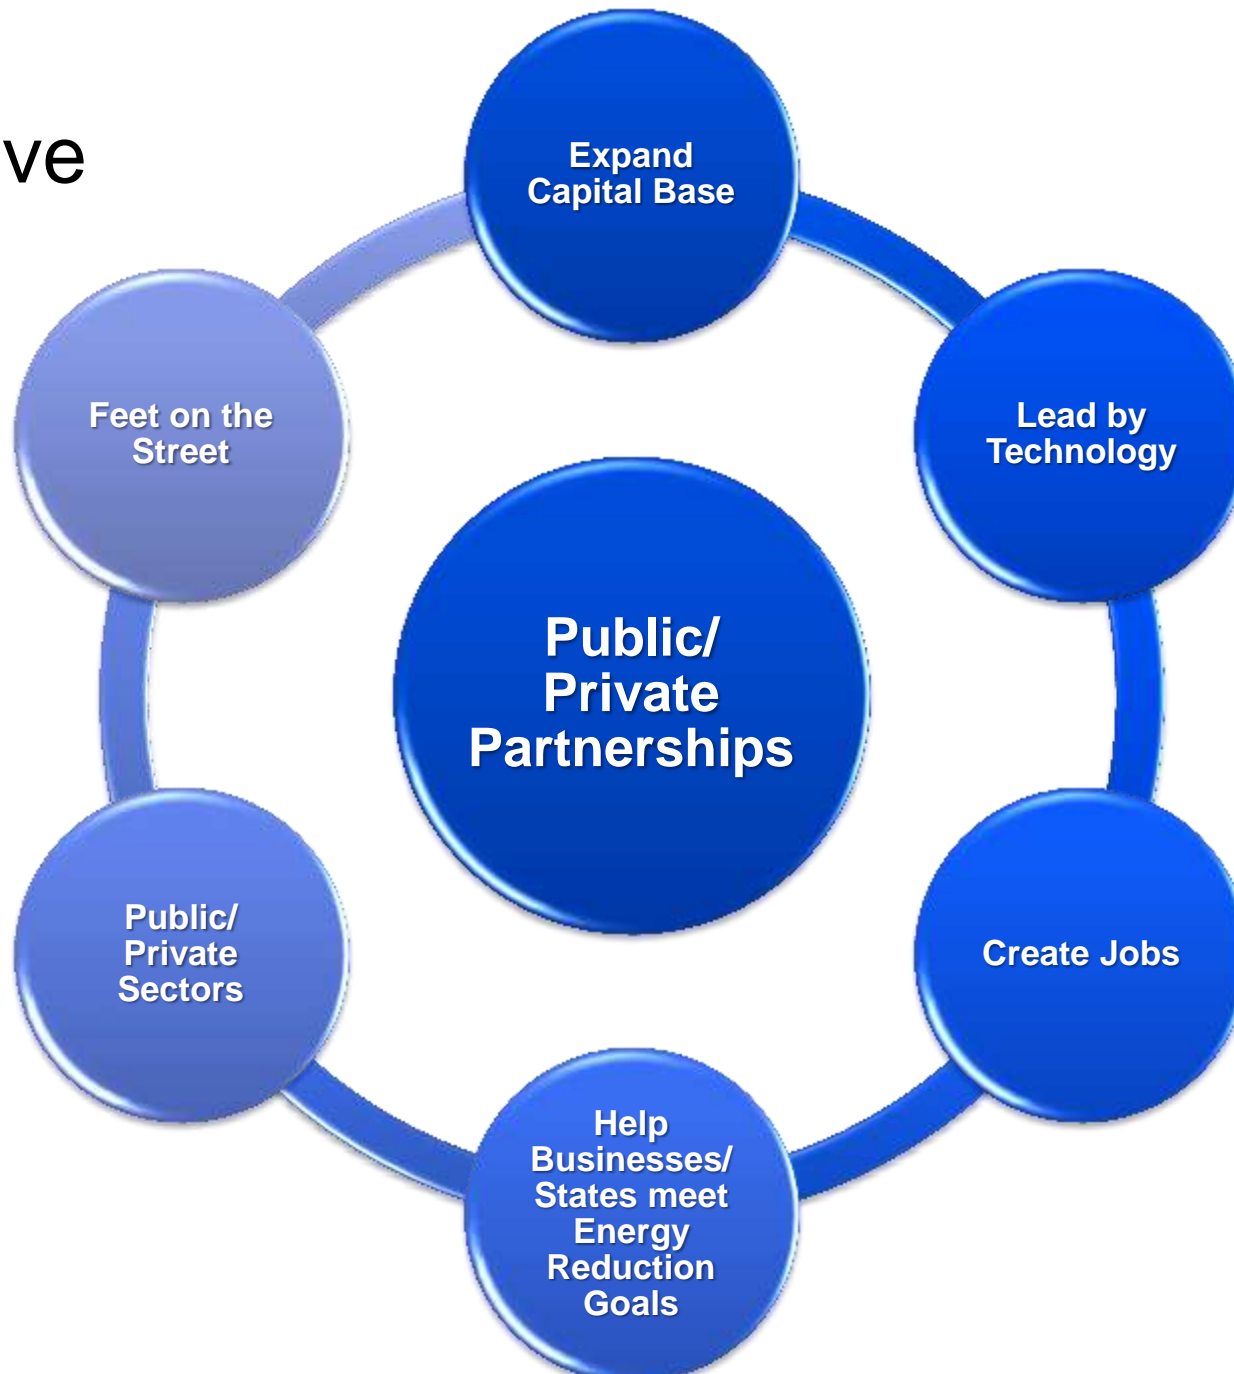 ve
Expand
Capital Base
Lead by
Technology
Create Jobs
Help
Businesses/
States meet
Energy
Reduction
Goals
Public/
Private
Sectors
Feet on the
Street
Public/
Private
Partnerships